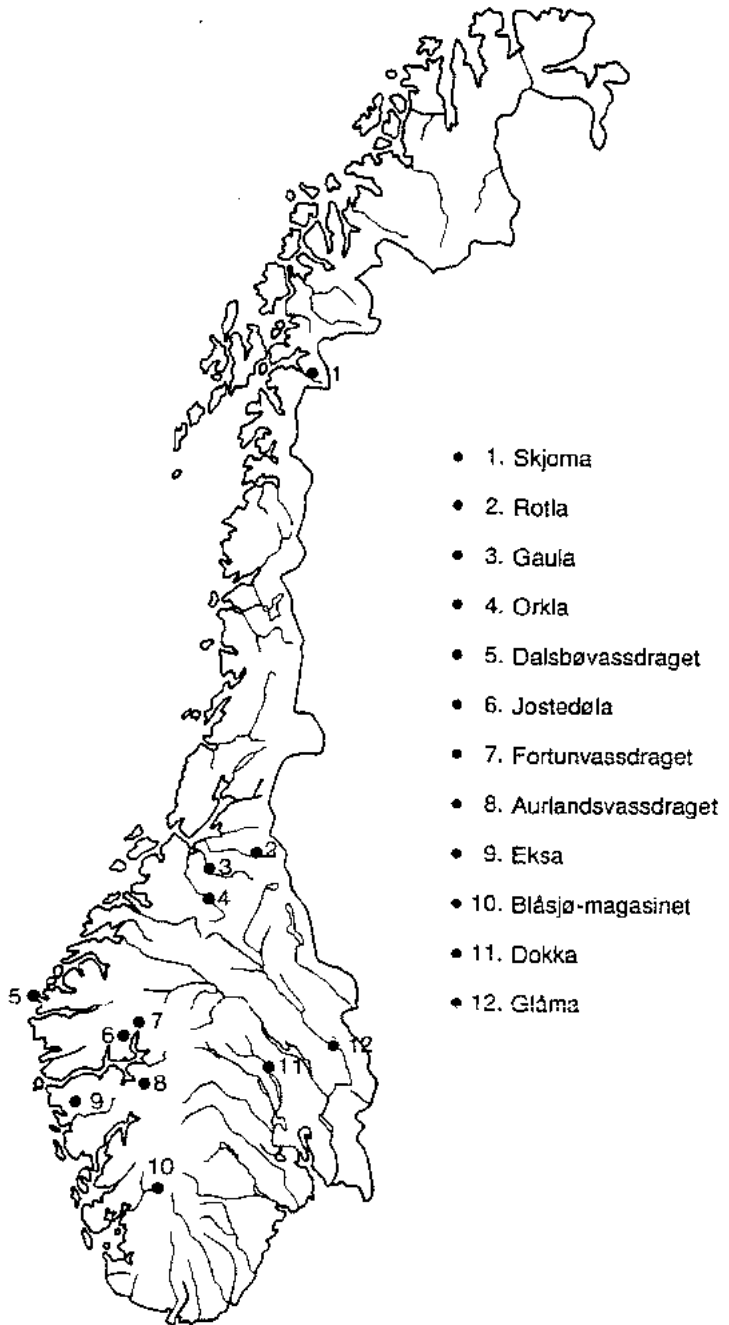 1
2
3
4
5
7
6
12
11
8
9
10
• 1. Skjoma
• 2. Rotla
• 3. Gaula
• 4. Orkla
• 5. Dalsbøvassdraget
• 6. Jostedøla
• 7. Fortunvassdraget
• 8. Aurlandsvassdraget
• 9. Eksa
• 10. Blåsjø-magasinet
• 11. Dokka
• 12. Glåma